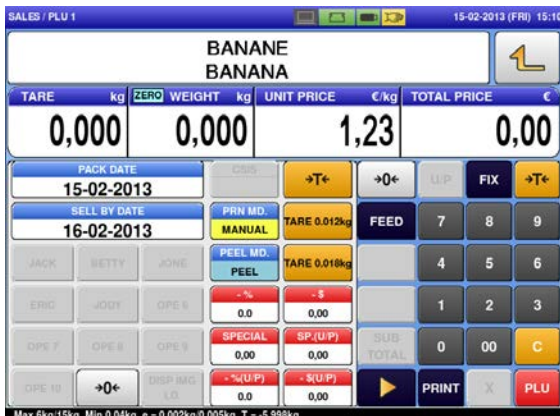 SALES / PLU 1
15-02-2013 (FRI) 15:10
BANANE
BANANA
TARE kg ZERO WEIGHT kg UNIT PRICE €/kg TOTAL PRICE €
0,000 0,000 1,23 0,00
PACK DATE
15-02-2013
CSIS
→T← →0← U/P FIX →T←
SELL BY DATE
16-02-2013
PRN MD.
MANUAL
TARE 0.012kg FEED 7 8 9
JACK BETTY JONE
PEEL MD.
PEEL
TARE 0.018kg 4 5 6
ERIC JOUY OPE 6
- %
0.0
- $
0,00
1 2 3
OPE 7 OPE 8 OPE 9
SPECIAL
0,00
SP.(U/P)
0,00
SUB
TOTAL
0 00 C
OPE 10 →0←
DISP IMG
I.D.
- %(U/P)
0.0
- $(U/P)
0,00
PRINT X PLU
Max 6kg/15kg Min 0.04kg e = 0.002kg/0.005kg T = -5.998kg